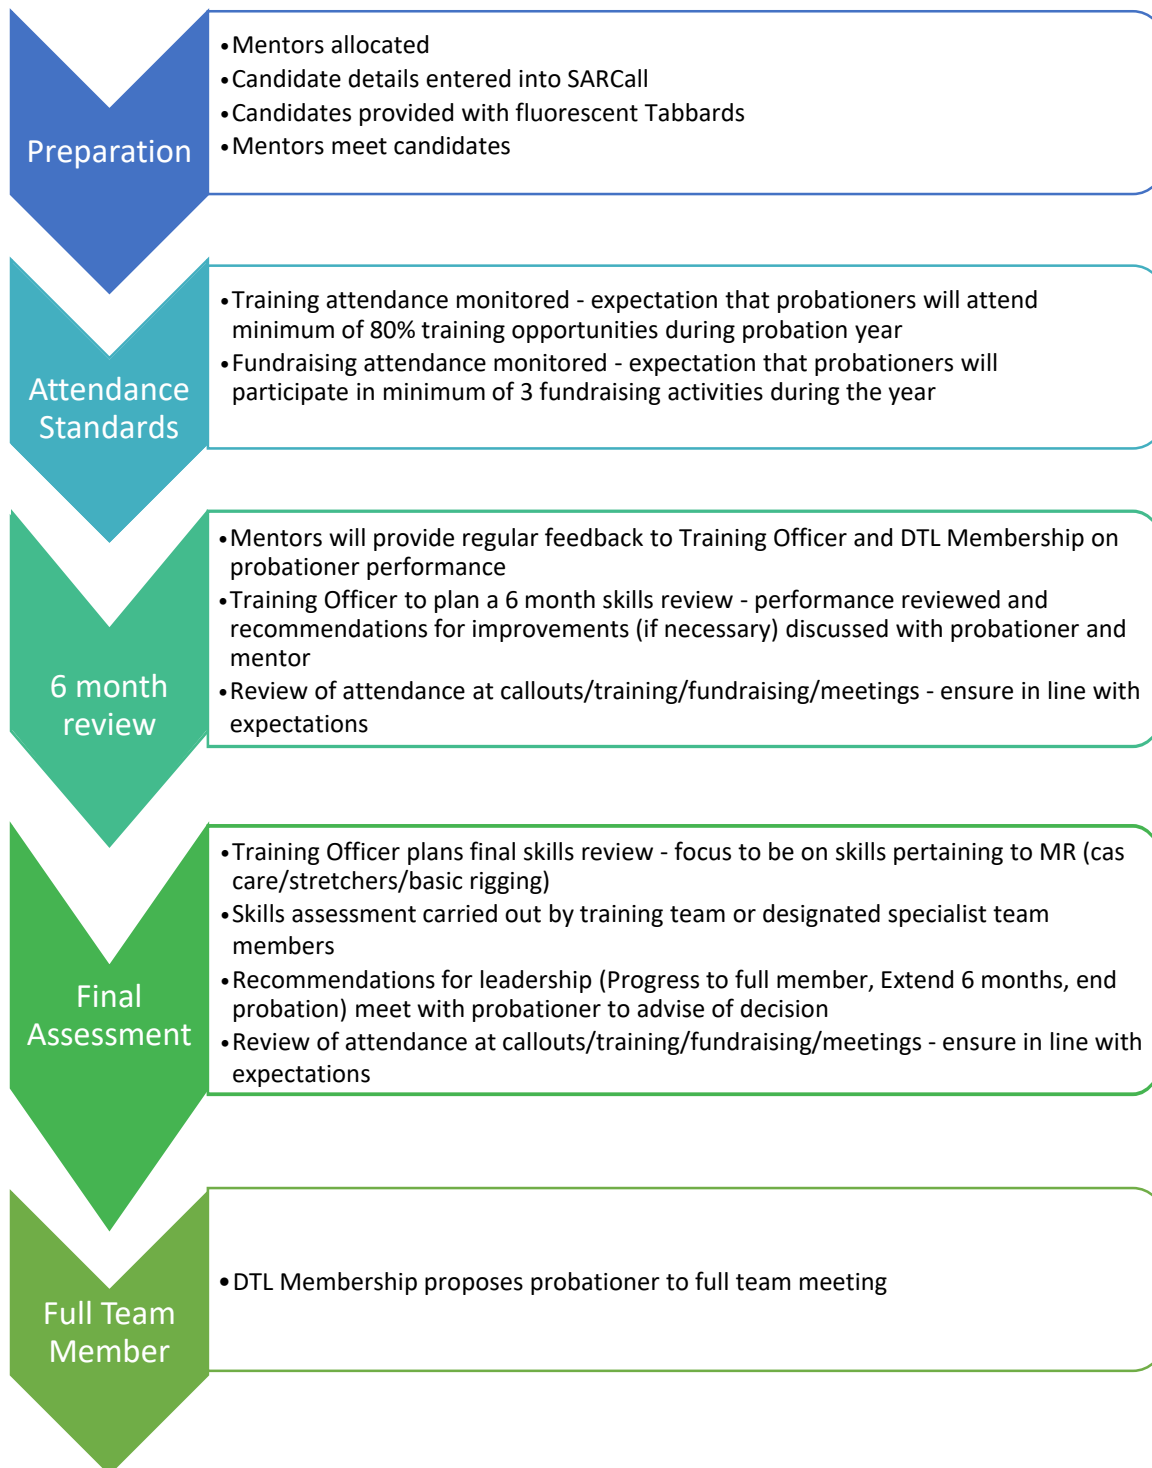 Preparation
•Mentors allocated
•Candidate details entered into SARCall
•Candidates provided with fluorescent Tabbards
•Mentors meet candidates
Attendance
Standards
•Training attendance monitored - expectation that probationers will attend
minimum of 80% training opportunities during probation year
•Fundraising attendance monitored - expectation that probationers will
participate in minimum of 3 fundraising activities during the year
6 month
review
•Mentors will provide regular feedback to Training Officer and DTL Membership on
probationer performance
•Training Officer to plan a 6 month skills review - performance reviewed and
recommendations for improvements (if necessary) discussed with probationer and
mentor
•Review of attendance at callouts/training/fundraising/meetings - ensure in line with
expectations
Final
Assessment
•Training Officer plans final skills review - focus to be on skills pertaining to MR (cas
care/stretchers/basic rigging)
•Skills assessment carried out by training team or designated specialist team
members
•Recommendations for leadership (Progress to full member, Extend 6 months, end
probation) meet with probationer to advise of decision
•Review of attendance at callouts/training/fundraising/meetings - ensure in line with
expectations
Full Team
Member
•DTL Membership proposes probationer to full team meeting